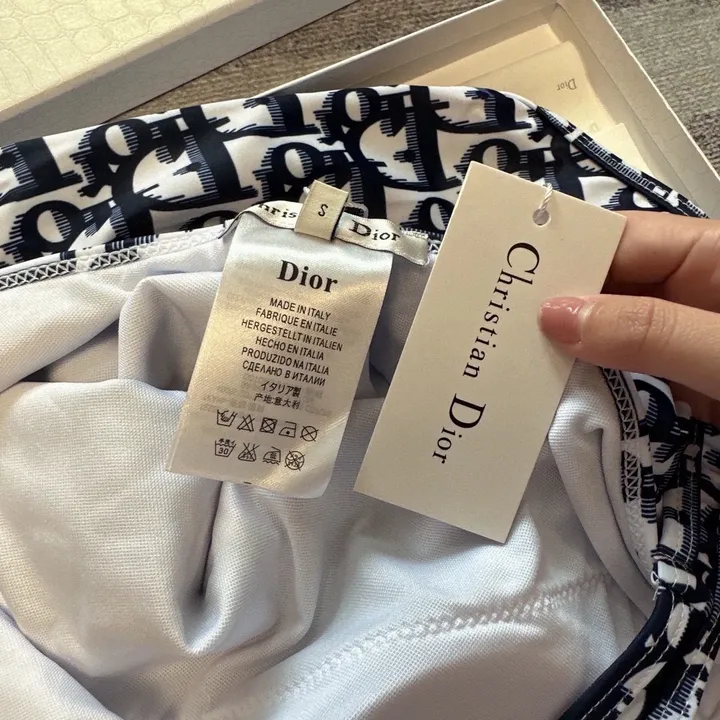 Dior
S
Chris Dior
Dior
MADE IN ITALY
FABRIQUE EN ITALIE
HERGESTELLT IN ITALIEN
HECHO EN ITALIA
PRODUZIDO NA ITALIA
СДЕЛАНО В ИТАЛИИ
イタリア製
产地:意大利
30
Christian Dior